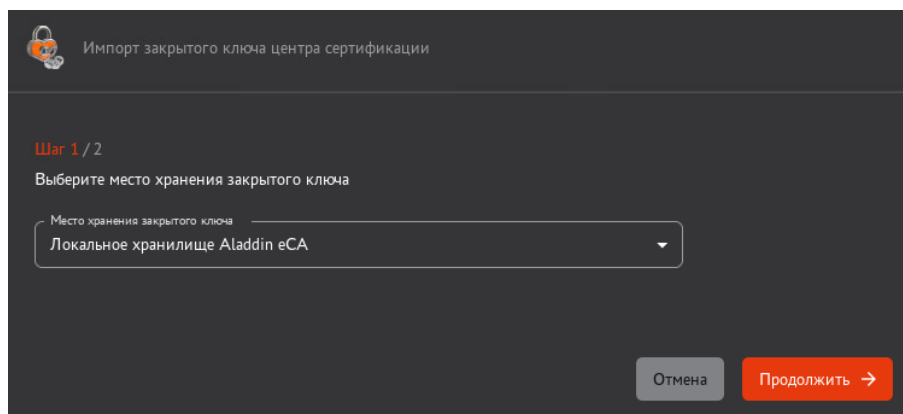 Импорт закрытого ключа центра сертификации
Шаг 1 / 2
Выберите место хранения закрытого ключа
Место хранения закрытого ключа
Локальное хранилище Aladdin eCA
Отмена
Продолжить →